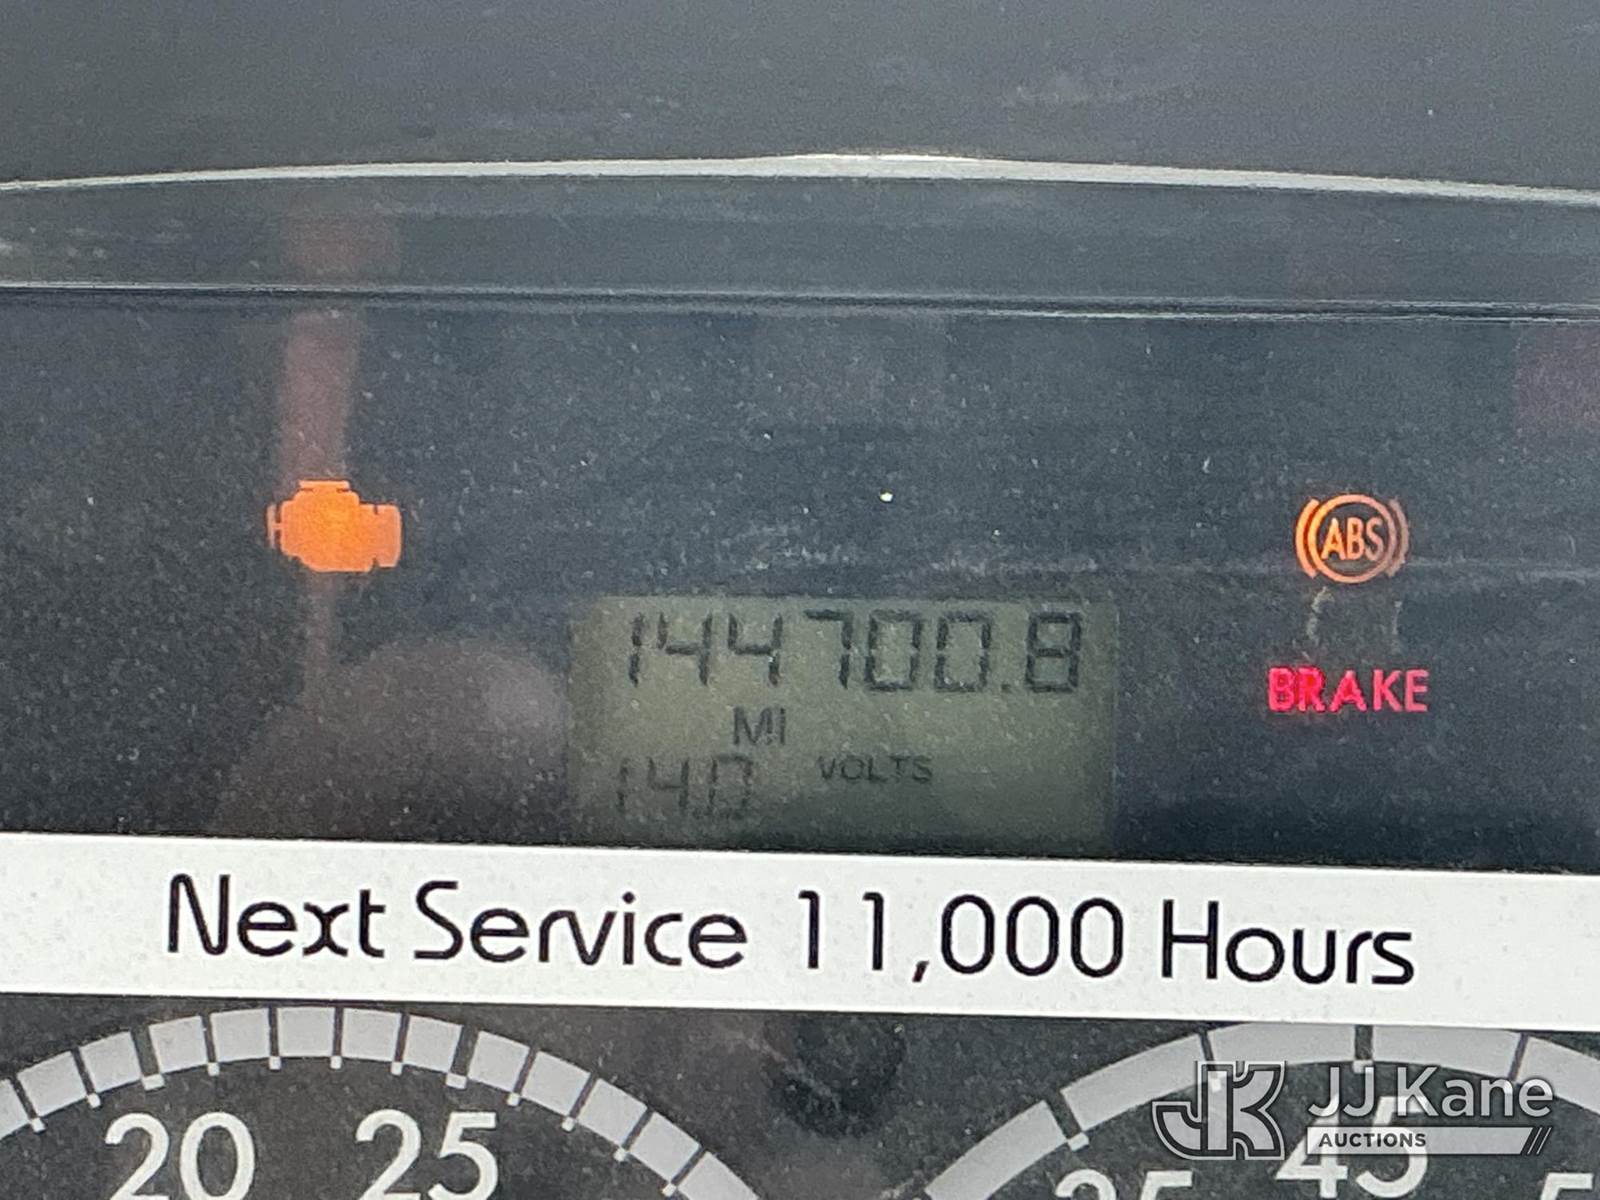 ABS
144700.8
BRAKE
MI
14.0 VOLTS
Next Service 11,000 Hours
20 25
45
JJ Kane
AUCTIONS